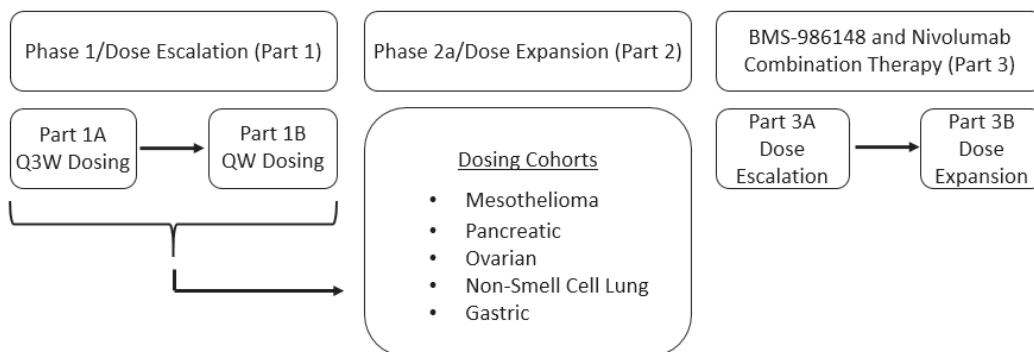 Phase 1/Dose Escalation (Part 1)
Phase 2a/Dose Expansion (Part 2)
BMS-986148 and Nivolumab
Combination Therapy (Part 3)
Part 1A
Q3W Dosing
Part 1B
QW Dosing
Dosing Cohorts
• Mesothelioma
• Pancreatic
• Ovarian
• Non-Smell Cell Lung
• Gastric
Part 3A
Dose
Escalation
Part 3B
Dose
Expansion